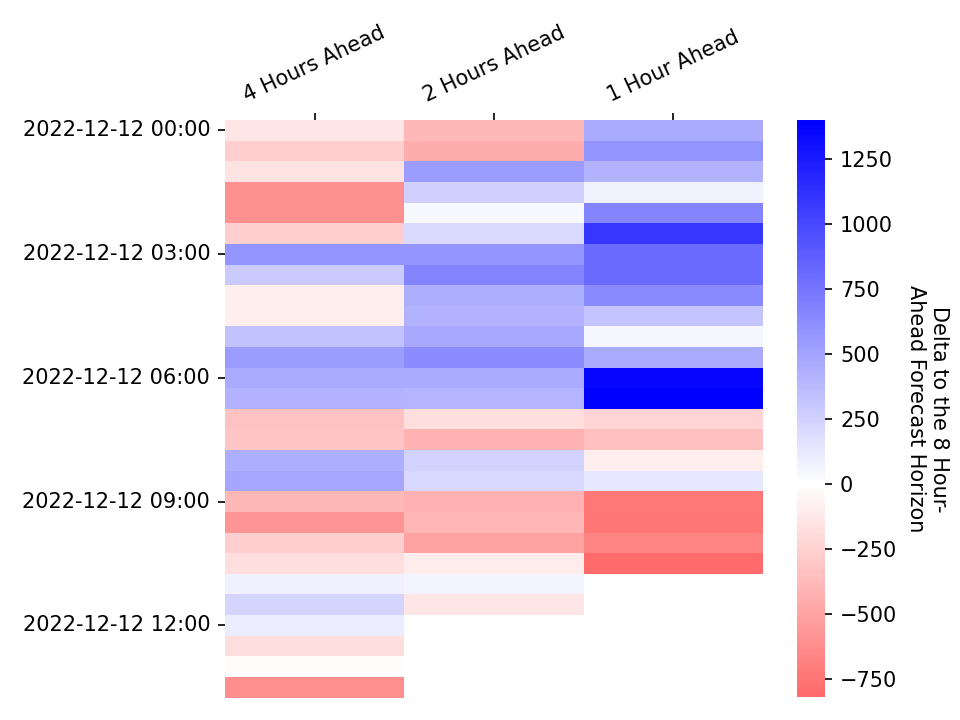 4 Hours Ahead
2 Hours Ahead
1 Hour Ahead
2022-12-12 00:00
2022-12-12 03:00
2022-12-12 06:00
2022-12-12 09:00
2022-12-12 12:00
1250
1000
750
500
250
0
−250
−500
−750
Delta to the 8 Hour-
Ahead Forecast Horizon